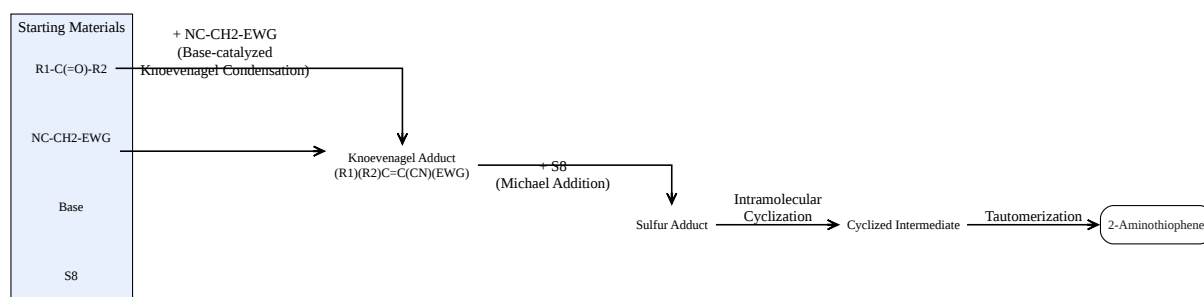 Starting Materials
R1-C(=O)-R2
NC-CH2-EWG
Base
S8
+ NC-CH2-EWG
(Base-catalyzed
Knoevenagel Condensation)
Knoevenagel Adduct
(R1)(R2)C=C(CN)(EWG)
+ S8
(Michael Addition)
Sulfur Adduct
Intramolecular
Cyclization
Cyclized Intermediate
Tautomerization
2-Aminothiophene